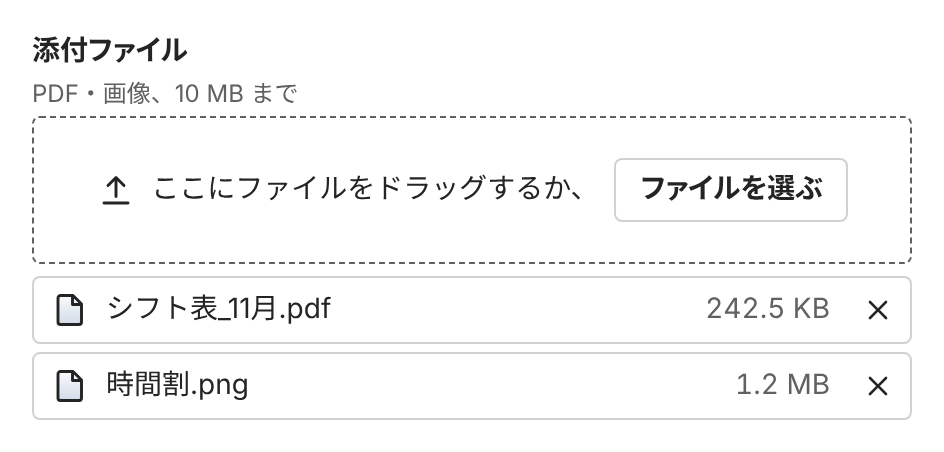 添付ファイル
PDF・画像、10 MB まで
ここにファイルをドラッグするか、 ファイルを選ぶ
シフト表_11月.pdf 242.5 KB
時間割.png 1.2 MB